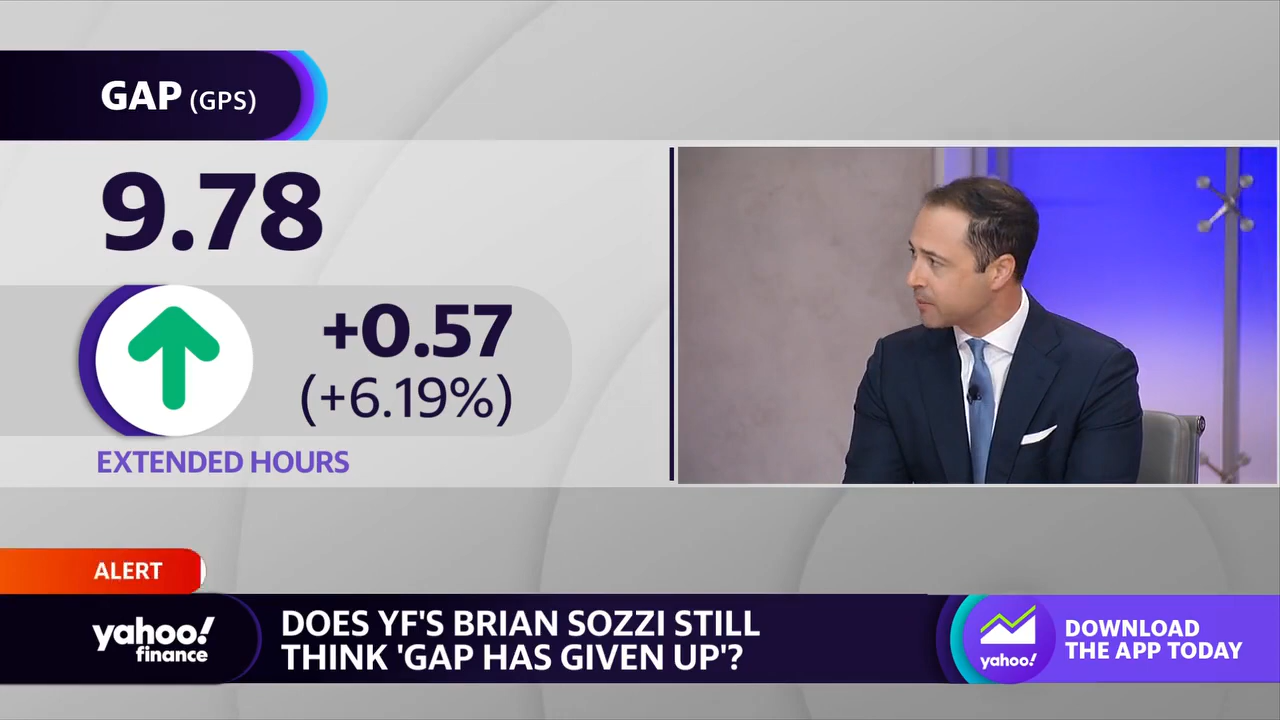 GAP (GPS)
9.78
+0.57
(+6.19%)
EXTENDED HOURS
ALERT
yahoo!
finance
DOES YF'S BRIAN SOZZI STILL
THINK 'GAP HAS GIVEN UP'?
yahoo!
DOWNLOAD
THE APP TODAY